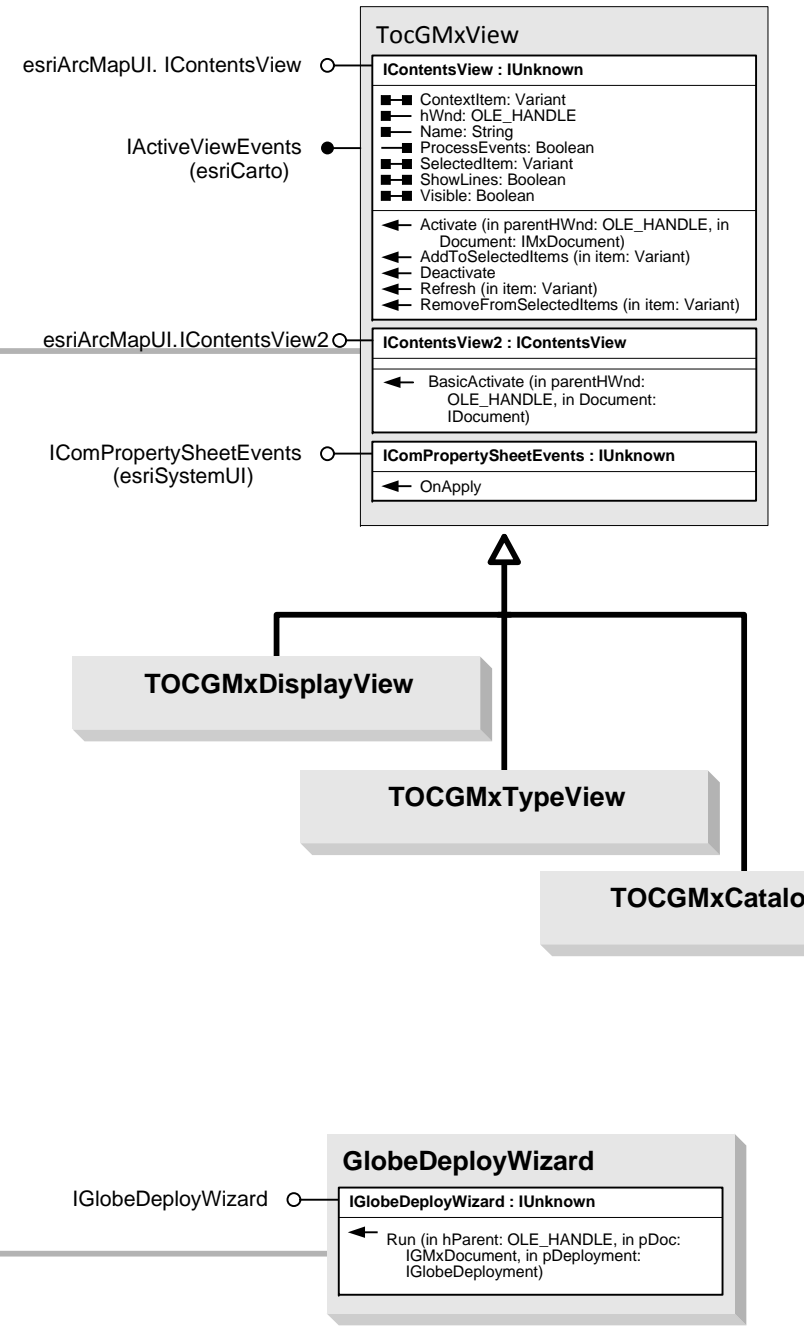 TocGMxView
esriArcMapUI. IContentsView
IContentsView : IUnknown
ContextItem: Variant
hWnd: OLE_HANDLE
Name: String
ProcessEvents: Boolean
SelectedItem: Variant
ShowLines: Boolean
Visible: Boolean
IActiveViewEvents
(esriCarto)
Activate (in parentHWnd: OLE_HANDLE, in
Document: IMxDocument)
AddToSelectedItems (in item: Variant)
Deactivate
Refresh (in item: Variant)
RemoveFromSelectedItems (in item: Variant)
esriArcMapUI.IContentsView2
IContentsView2 : IContentsView
BasicActivate (in parentHWnd:
OLE_HANDLE, in Document:
IDocument)
IComPropertySheetEvents
(esriSystemUI)
IComPropertySheetEvents : IUnknown
OnApply
TOCGMxDisplayView
TOCGMxTypeView
TOCGMxCatalo
GlobeDeployWizard
IGlobeDeployWizard
IGlobeDeployWizard : IUnknown
Run (in hParent: OLE_HANDLE, in pDoc:
IGMxDocument, in pDeployment:
IGlobeDeployment)